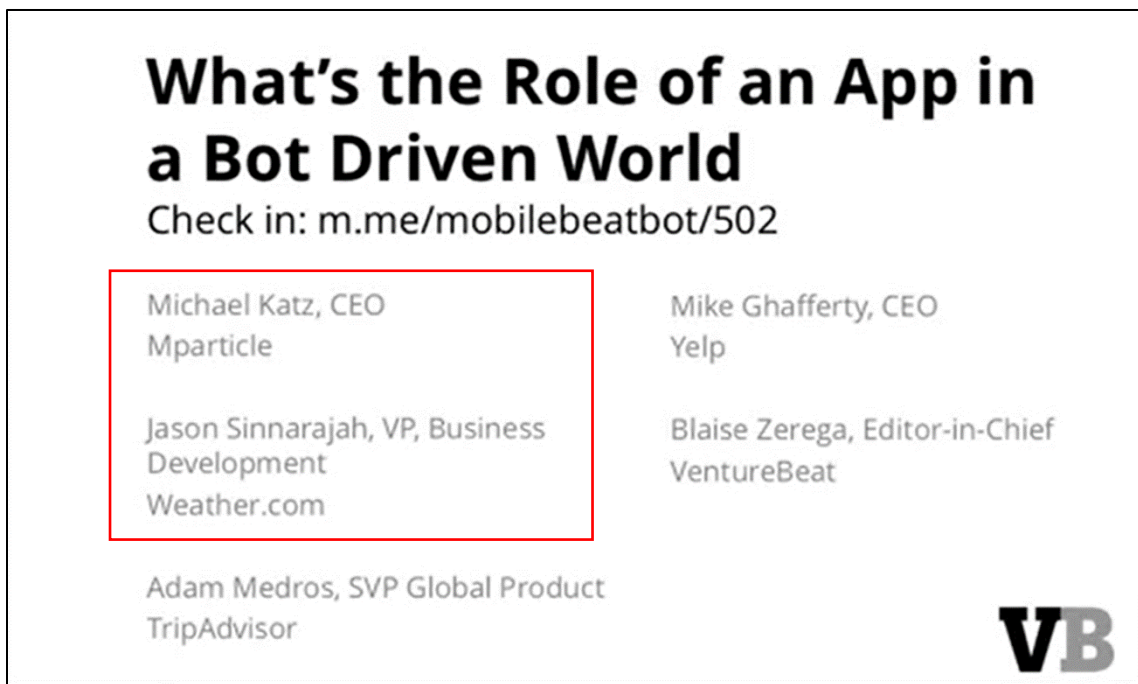 What’s the Role of an App in
a Bot Driven World
Check in: m.me/mobilebeatbot/502
Michael Katz, CEO
Mparticle
Jason Sinnarajah, VP, Business
Development
Weather.com
Adam Medros, SVP Global Product
TripAdvisor
Mike Ghafferty, CEO
Yelp
Blaise Zerega, Editor-in-Chief
VentureBeat
VB